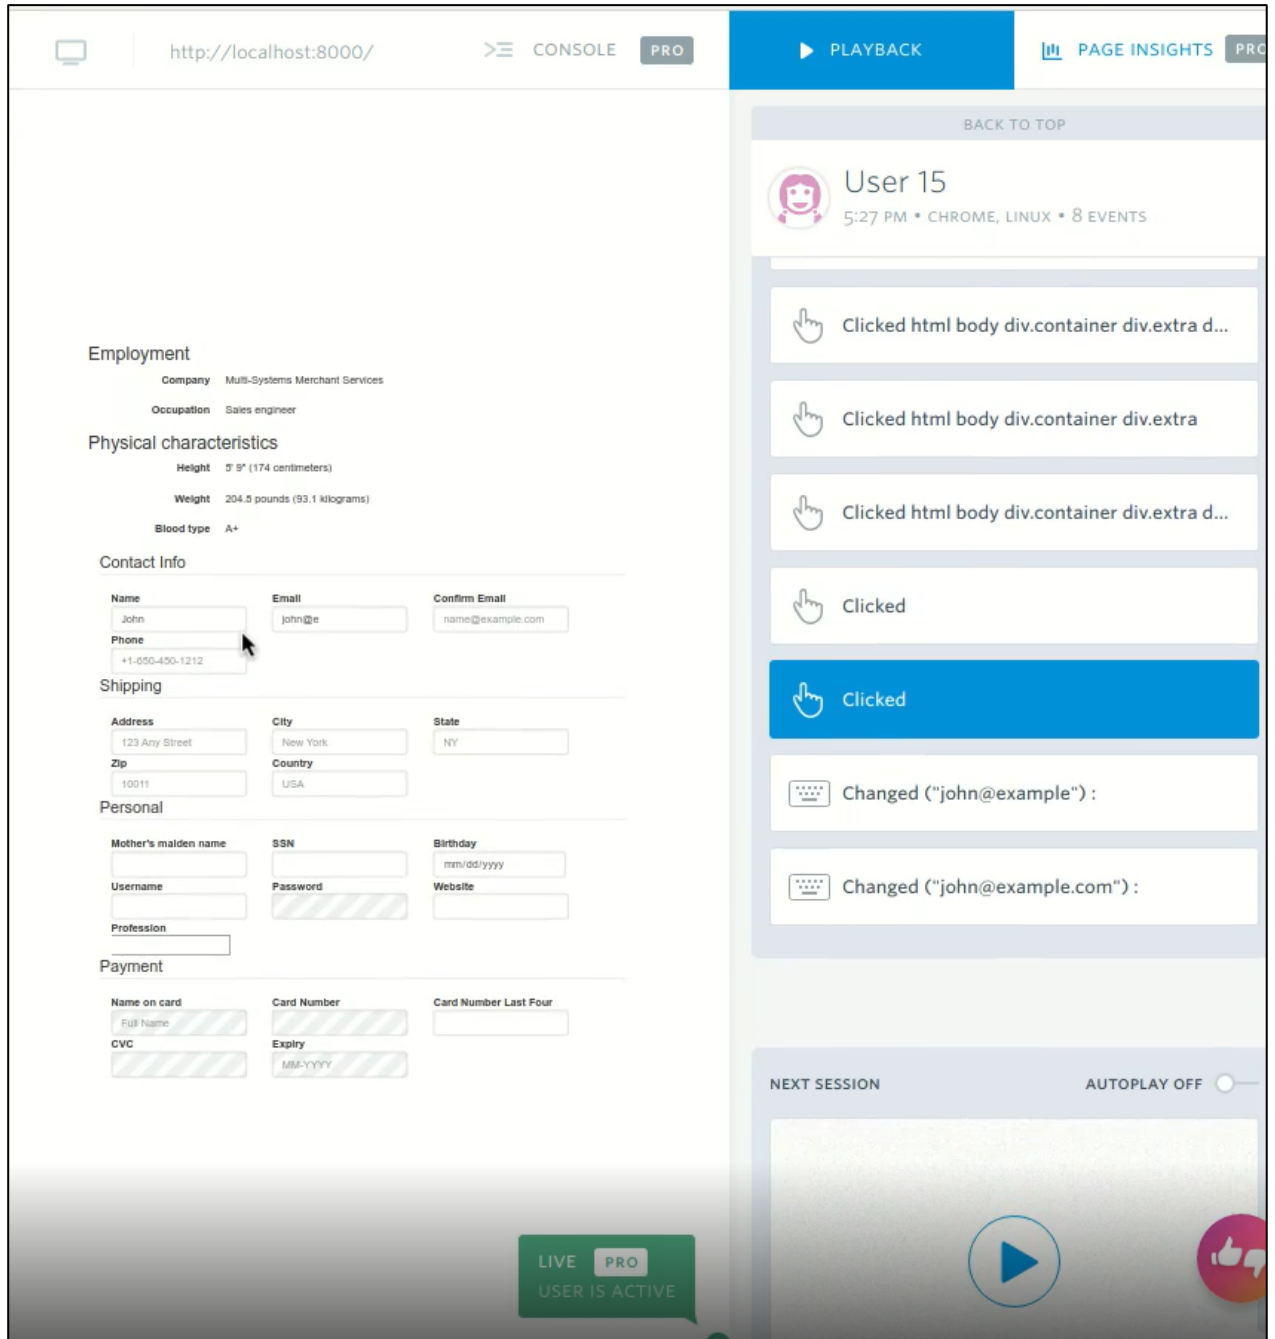 http://localhost:8000/ CONSOLE PRO PLAYBACK PAGE INSIGHTS PRO
BACK TO TOP
User 15
5:27 PM • CHROME, LINUX • 8 EVENTS
Clicked html body div.container div.extra d...
Clicked html body div.container div.extra
Clicked html body div.container div.extra d...
Clicked
Clicked
Changed ("john@example") :
Changed ("john@example.com") :
NEXT SESSION AUTOPLAY OFF
Employment
Company Multi-Systems Merchant Services
Occupation Sales engineer
Physical characteristics
Height 5' 9" (174 centimeters)
Weight 204.5 pounds (93.1 kilograms)
Blood type A+
Contact Info
Name Email Confirm Email
John john@e name@example.com
Phone
+1-650-450-1212
Shipping
Address City State
123 Any Street New York NY
Zip Country
10011 USA
Personal
Mother's maiden name SSN Birthday
mm/dd/yyyy
Username Password Website
Profession
Payment
Name on card Card Number Card Number Last Four
Full Name
CVC Expiry
MM-YYYY
LIVE PRO
USER IS ACTIVE